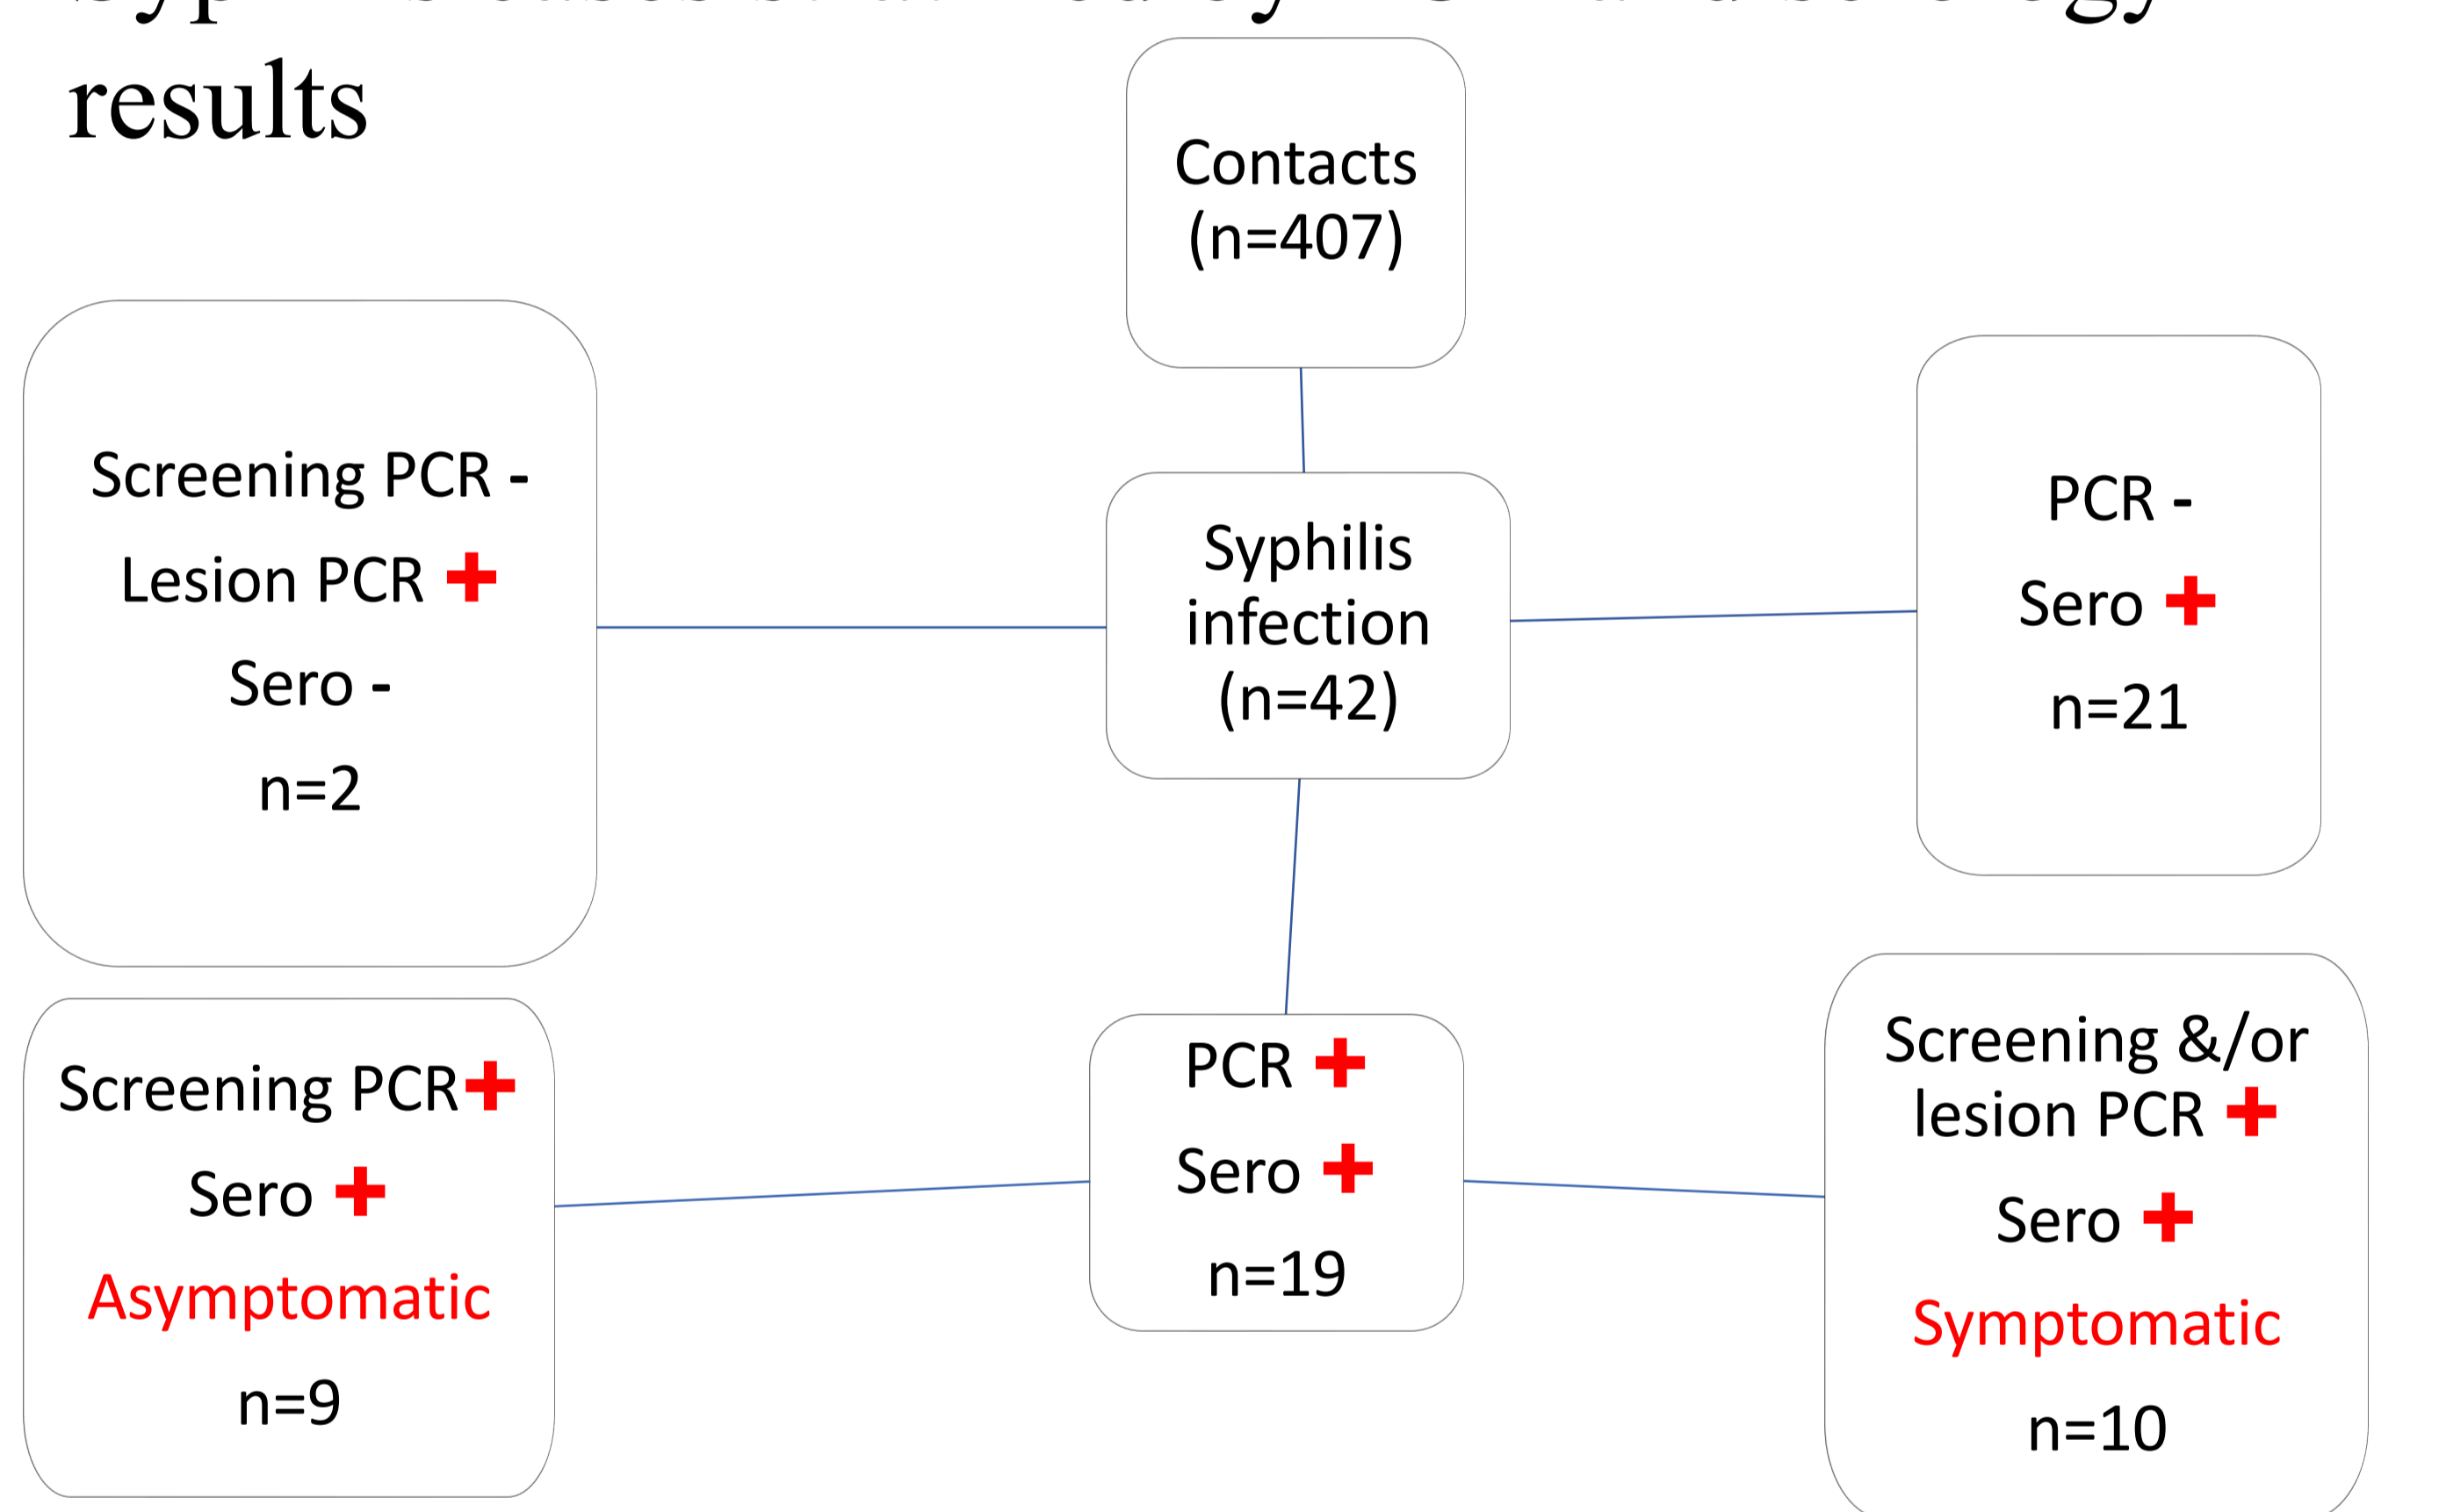 results
Contacts
(n=407)
Screening PCR -
Lesion PCR +
Sero -
n=2
Syphilis
infection
(n=42)
PCR -
Sero +
n=21
Screening PCR+
Sero +
Asymptomatic
n=9
PCR +
Sero +
n=19
Screening &/or
lesion PCR +
Sero +
Symptomatic
n=10